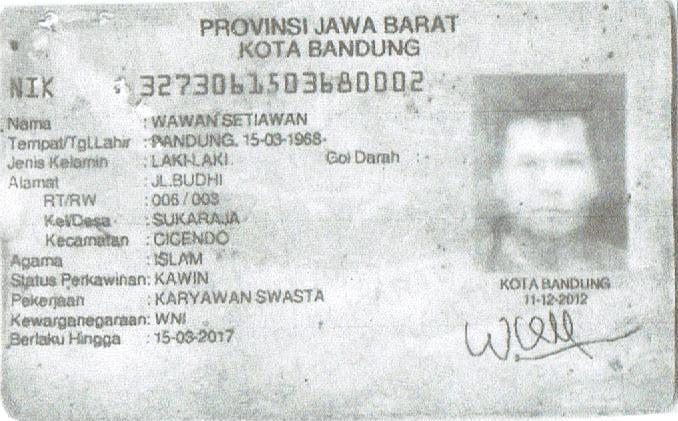 PROVINSI JAWA BARAT
KOTA BANDUNG
NIK : 3273061503680002
Nama : WAWAN SETIAWAN
Tempat/Tgl.Lahir : BANDUNG, 15-03-1968
Jenis Kelamin : LAKI-LAKI Gol Darah :
Alamat : JL.BUDHI
RT/RW : 006 / 003
Kel/Desa : SUKARAJA
Kecamatan : CICENDO
Agama : ISLAM
Status Perkawinan: KAWIN
Pekerjaan : KARYAWAN SWASTA
Kewarganegaraan: WNI
Berlaku Hingga : 15-03-2017
KOTA BANDUNG
11-12-2012